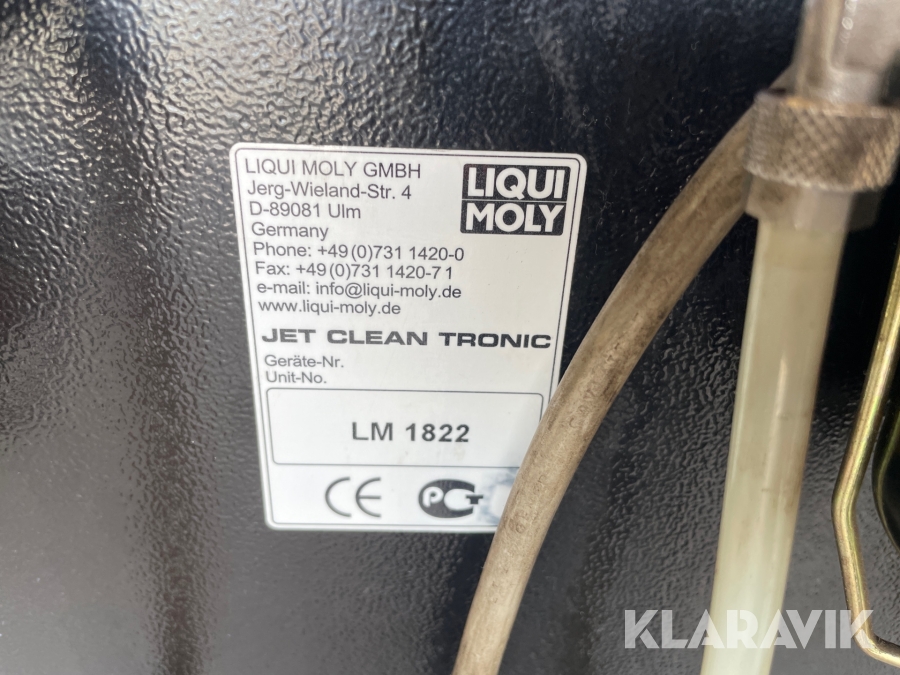 LIQUI MOLY GMBH
Jerg-Wieland-Str. 4
D-89081 Ulm
Germany
Phone: +49(0)731 1420-0
Fax: +49(0)731 1420-71
e-mail: info@liqui-moly.de
www.liqui-moly.de
LIQUI
MOLY
JET CLEAN TRONIC
Geräte-Nr.
Unit-No.
LM 1822
CE PCT
KLARAVIK